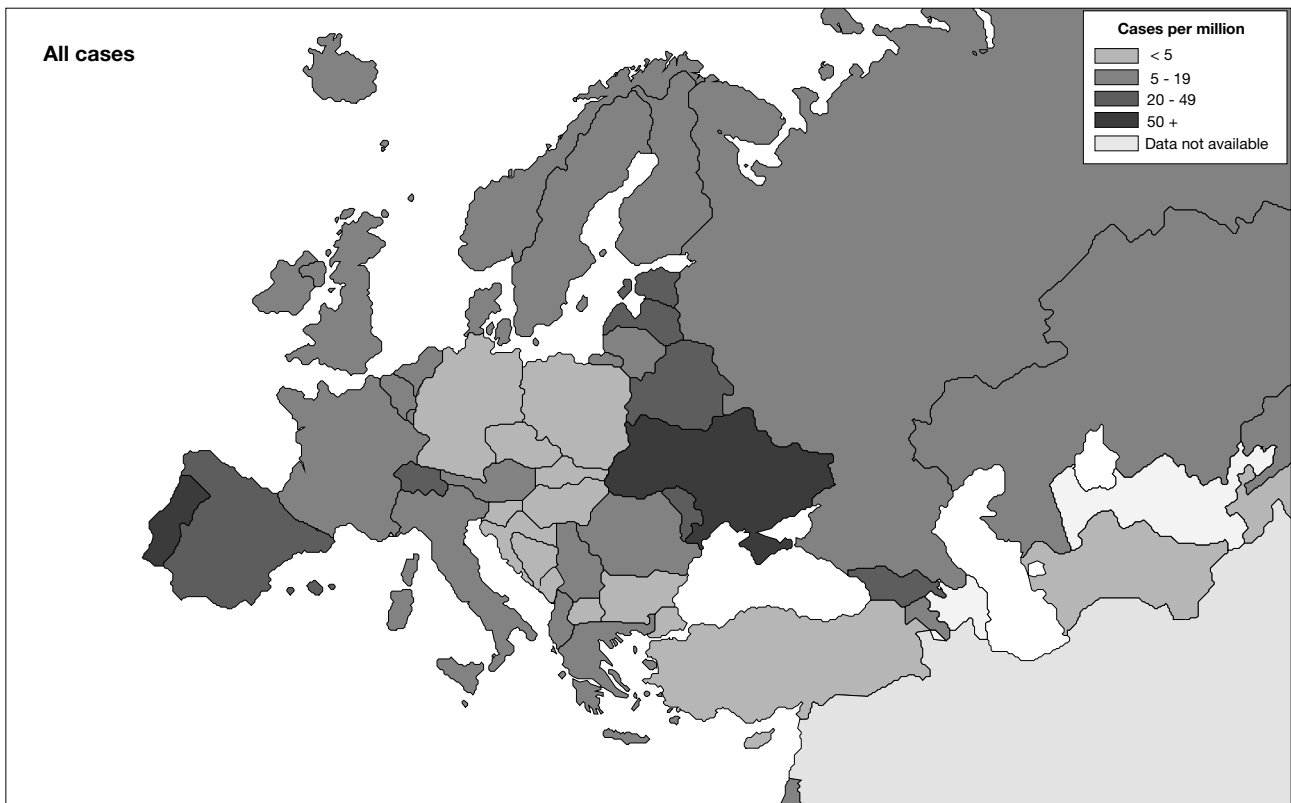 All cases
Cases per million
< 5
5 - 19
20 - 49
50 +
Data not available